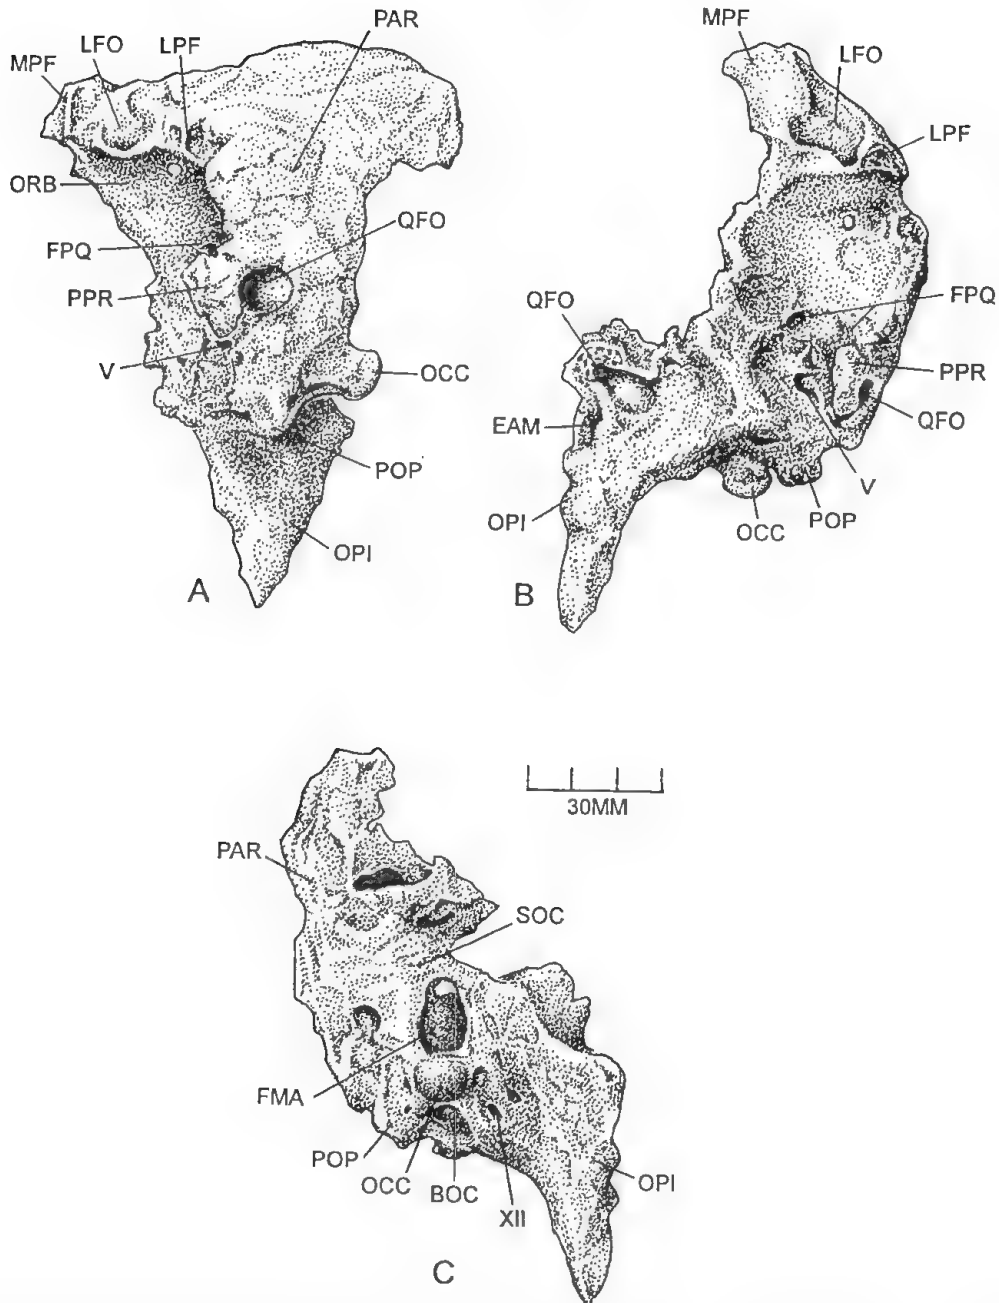 MPF
LFO
LPF
PAR
ORB
FPQ
PPR
QFO
V
OCC
POP
OPI
A
MPF
LFO
LPF
QFO
FPQ
EAM
PPR
QFO
OPI
OCC
POP
V
B
30MM
PAR
SOC
FMA
POP
OCC
BOC
XII
OPI
C